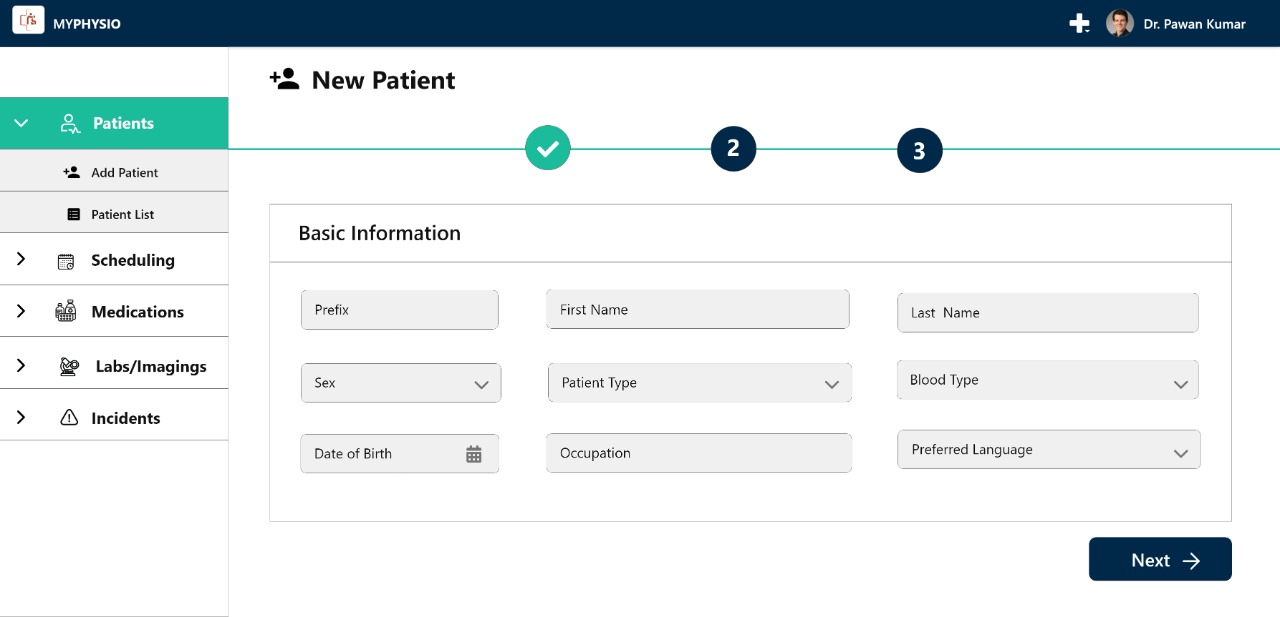 MYPHYSIO
Dr. Pawan Kumar
New Patient
Patients
2
3
Add Patient
Patient List
Scheduling
Medications
Labs/Imagings
Incidents
Basic Information
Prefix
First Name
Last Name
Sex
Patient Type
Blood Type
Date of Birth
Occupation
Preferred Language
Next